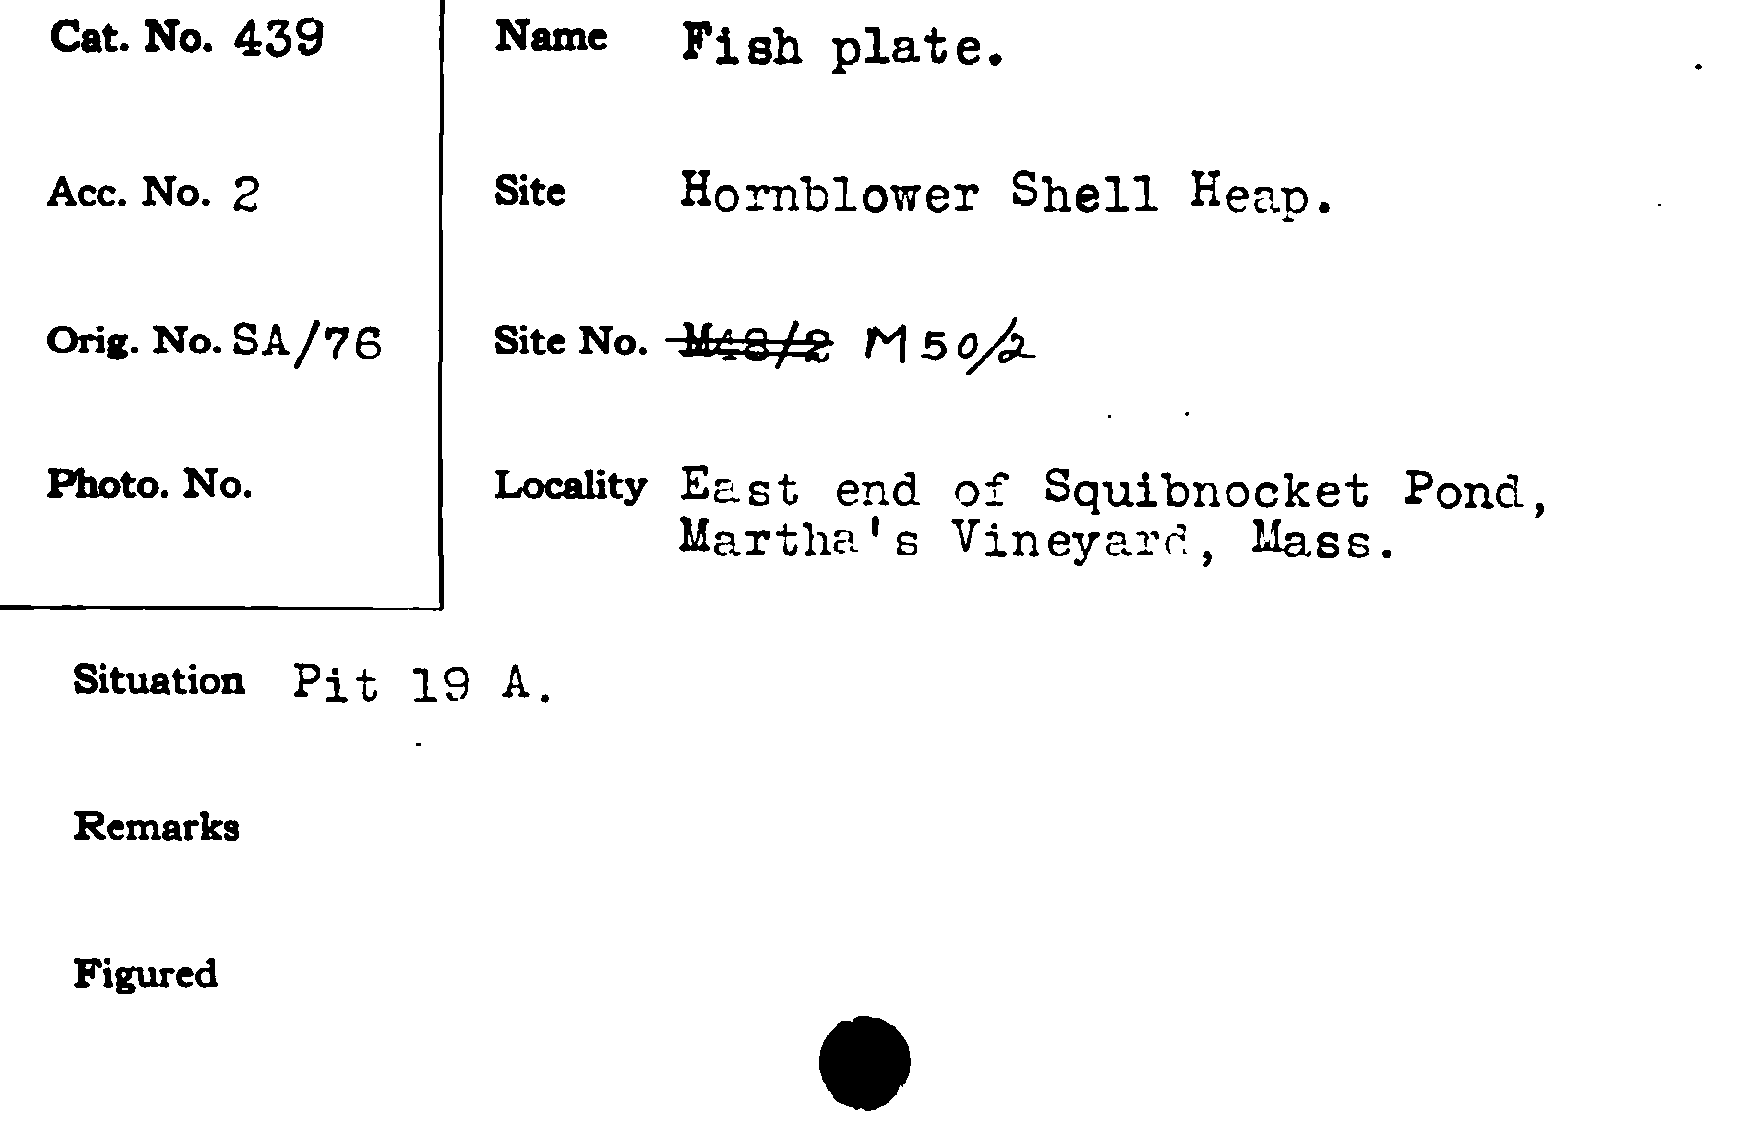 Cat. No. 439
Acc. No. 2
Orig. No. SA/76
Photo. No.
Name Fish plate.
Site Hornblower Shell Heap.
Site No. M48/2 M50/2
Locality East end of Squibnocket Pond,
Martha's Vineyard, Mass.
Situation Pit 19 A.
Remarks
Figured